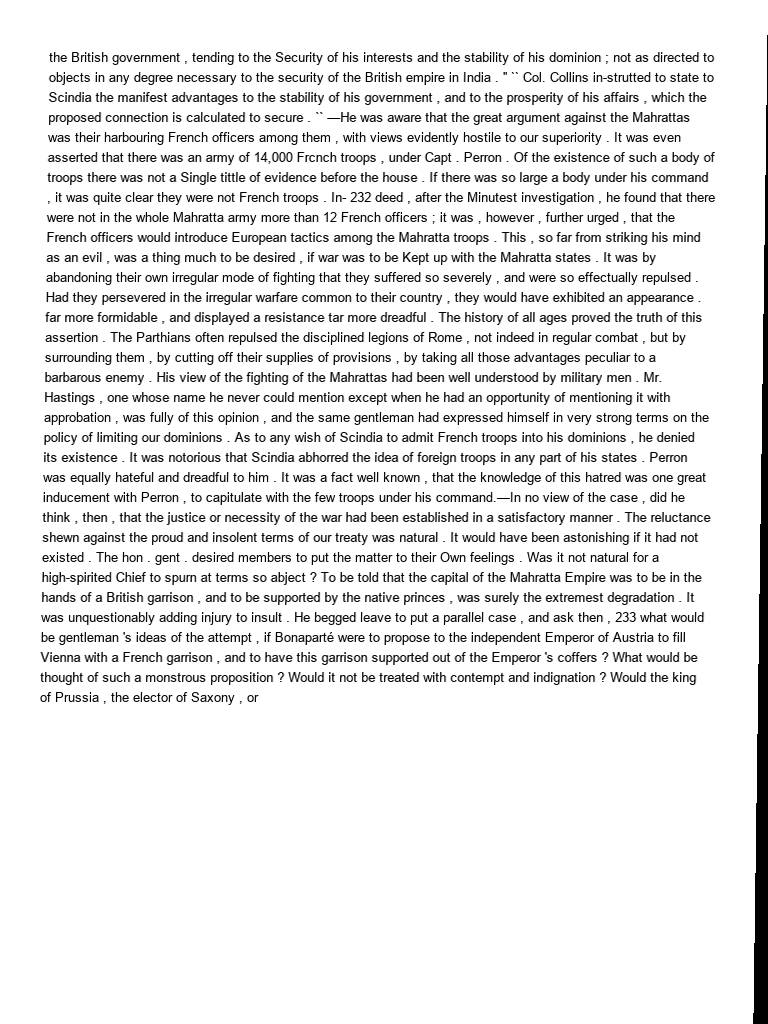 the British government , tending to the Security of his interests and the stability of his dominion ; not as directed to
objects in any degree necessary to the security of the British empire in India . " `` Col. Collins in-strutted to state to
Scindia the manifest advantages to the stability of his government , and to the prosperity of his affairs , which the
proposed connection is calculated to secure . `` —He was aware that the great argument against the Mahrattas
was their harbouring French officers among them , with views evidently hostile to our superiority . It was even
asserted that there was an army of 14,000 Frcnch troops , under Capt . Perron . Of the existence of such a body of
troops there was not a Single tittle of evidence before the house . If there was so large a body under his command
, it was quite clear they were not French troops . In- 232 deed , after the Minutest investigation , he found that there
were not in the whole Mahratta army more than 12 French officers ; it was , however , further urged , that the
French officers would introduce European tactics among the Mahratta troops . This , so far from striking his mind
as an evil , was a thing much to be desired , if war was to be Kept up with the Mahratta states . It was by
abandoning their own irregular mode of fighting that they suffered so severely , and were so effectually repulsed .
Had they persevered in the irregular warfare common to their country , they would have exhibited an appearance .
far more formidable , and displayed a resistance tar more dreadful . The history of all ages proved the truth of this
assertion . The Parthians often repulsed the disciplined legions of Rome , not indeed in regular combat , but by
surrounding them , by cutting off their supplies of provisions , by taking all those advantages peculiar to a
barbarous enemy . His view of the fighting of the Mahrattas had been well understood by military men . Mr.
Hastings , one whose name he never could mention except when he had an opportunity of mentioning it with
approbation , was fully of this opinion , and the same gentleman had expressed himself in very strong terms on the
policy of limiting our dominions . As to any wish of Scindia to admit French troops into his dominions , he denied
its existence . It was notorious that Scindia abhorred the idea of foreign troops in any part of his states . Perron
was equally hateful and dreadful to him . It was a fact well known , that the knowledge of this hatred was one great
inducement with Perron , to capitulate with the few troops under his command.—In no view of the case , did he
think , then , that the justice or necessity of the war had been established in a satisfactory manner . The reluctance
shewn against the proud and insolent terms of our treaty was natural . It would have been astonishing if it had not
existed . The hon . gent . desired members to put the matter to their Own feelings . Was it not natural for a
high-spirited Chief to spurn at terms so abject ? To be told that the capital of the Mahratta Empire was to be in the
hands of a British garrison , and to be supported by the native princes , was surely the extremest degradation . It
was unquestionably adding injury to insult . He begged leave to put a parallel case , and ask then , 233 what would
be gentleman 's ideas of the attempt , if Bonaparté were to propose to the independent Emperor of Austria to fill
Vienna with a French garrison , and to have this garrison supported out of the Emperor 's coffers ? What would be
thought of such a monstrous proposition ? Would it not be treated with contempt and indignation ? Would the king
of Prussia , the elector of Saxony , or